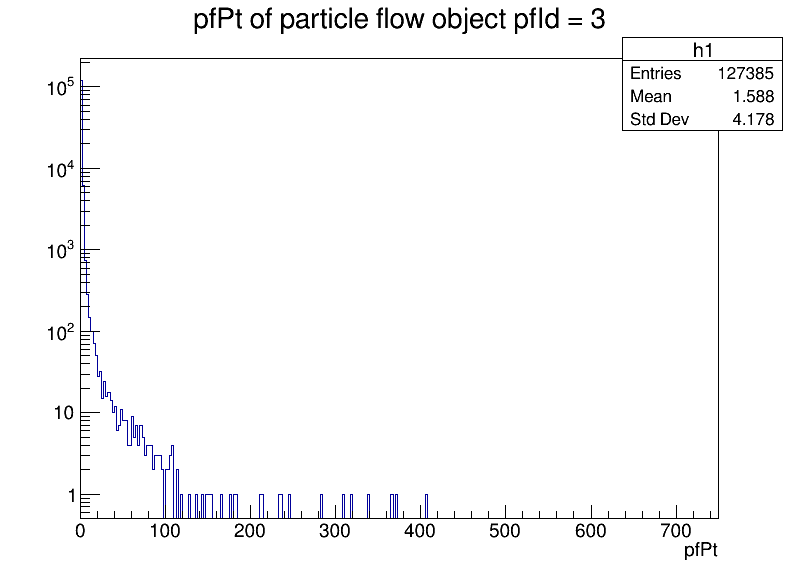 pfPt of particle flow object pfId = 3
h1
Entries 127385
Mean 1.588
Std Dev 4.178
10^5
10^4
10^3
10^2
10
1
0 100 200 300 400 500 600 700
pfPt